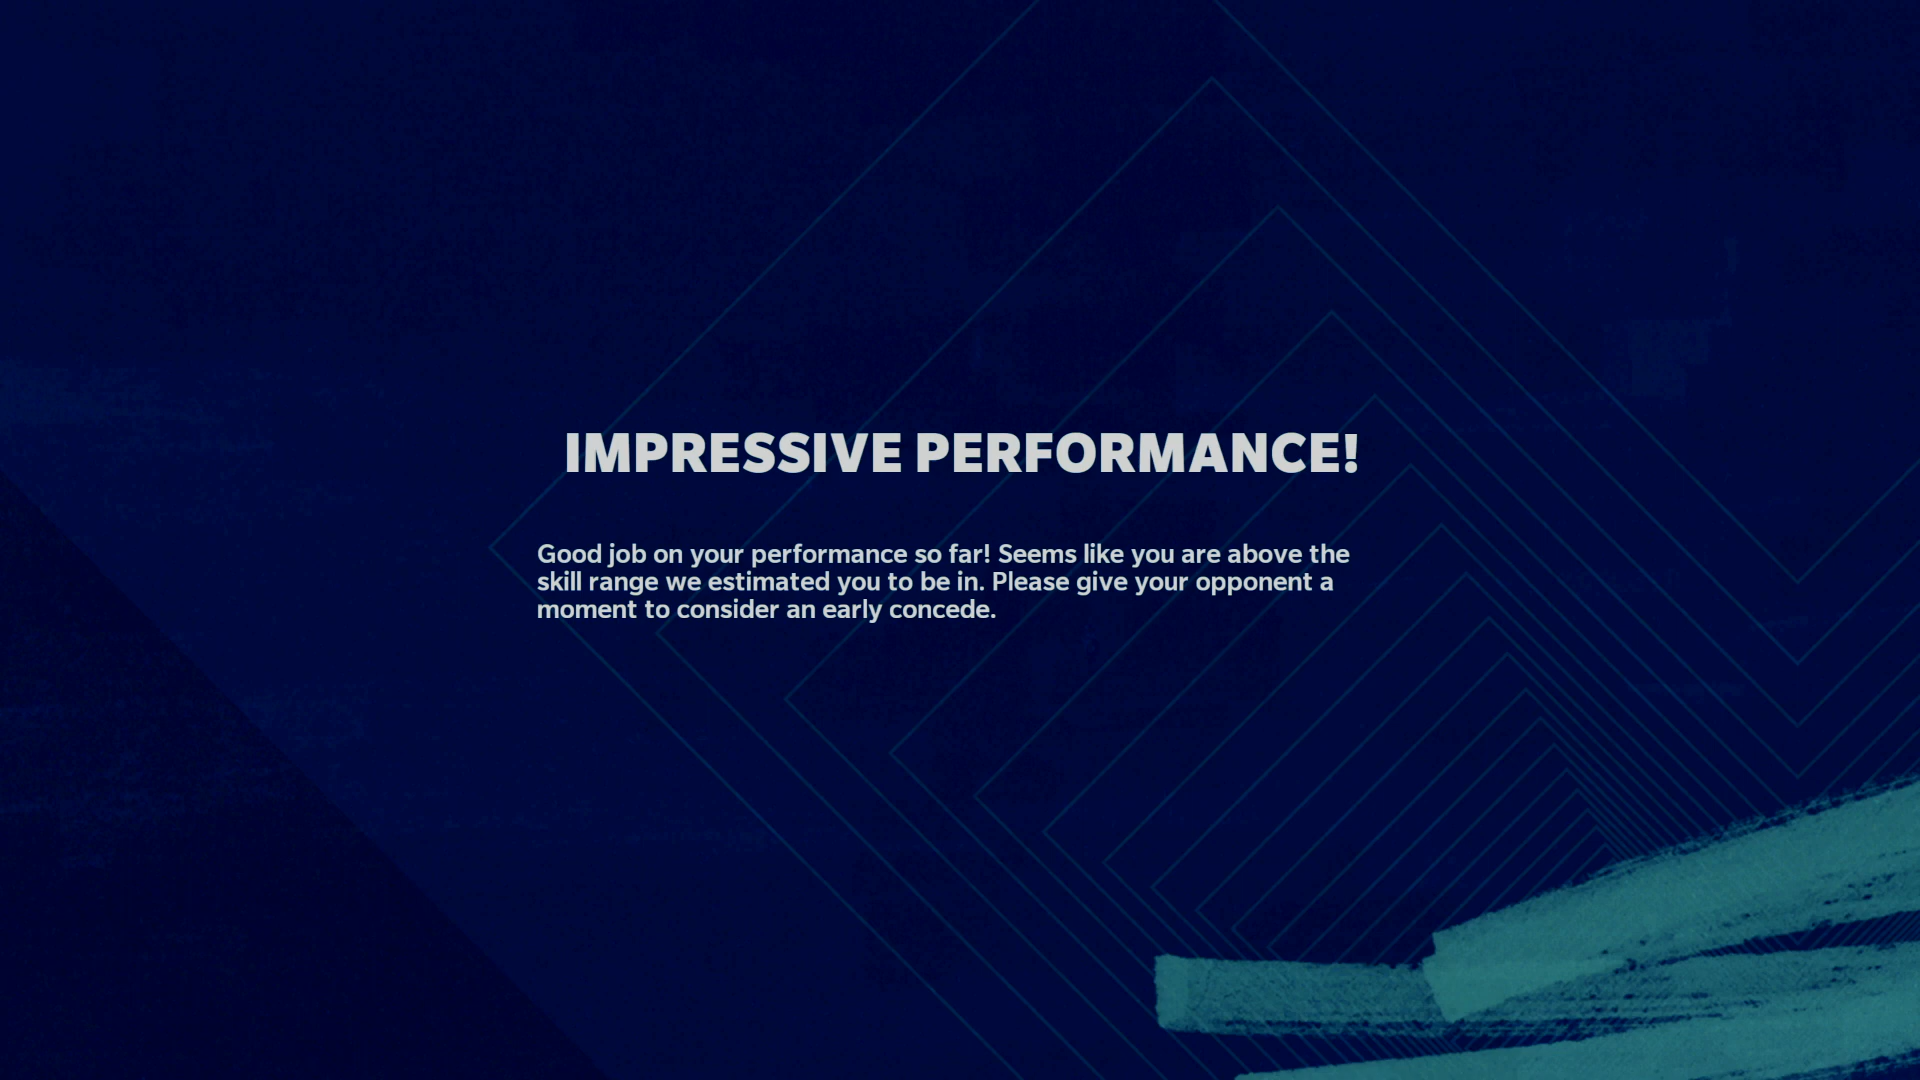 IMPRESSIVE PERFORMANCE!
Good job on your performance so far! Seems like you are above the
skill range we estimated you to be in. Please give your opponent a
moment to consider an early concede.